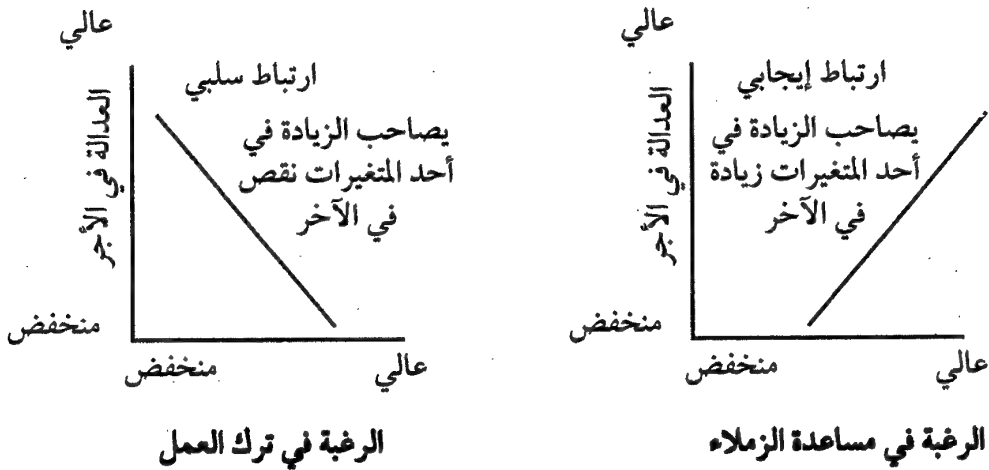 عالي
ارتباط إيجابي
يصاحب الزيادة في
أحد المتغيرات زيادة
في الآخر
العدالة في الأجر
منخفض
منخفض
عالي
الرغبة في مساعدة الزملاء
عالي
ارتباط سلبي
يصاحب الزيادة في
أحد المتغيرات نقص
في الآخر
العدالة في الأجر
منخفض
منخفض
عالي
الرغبة في ترك العمل